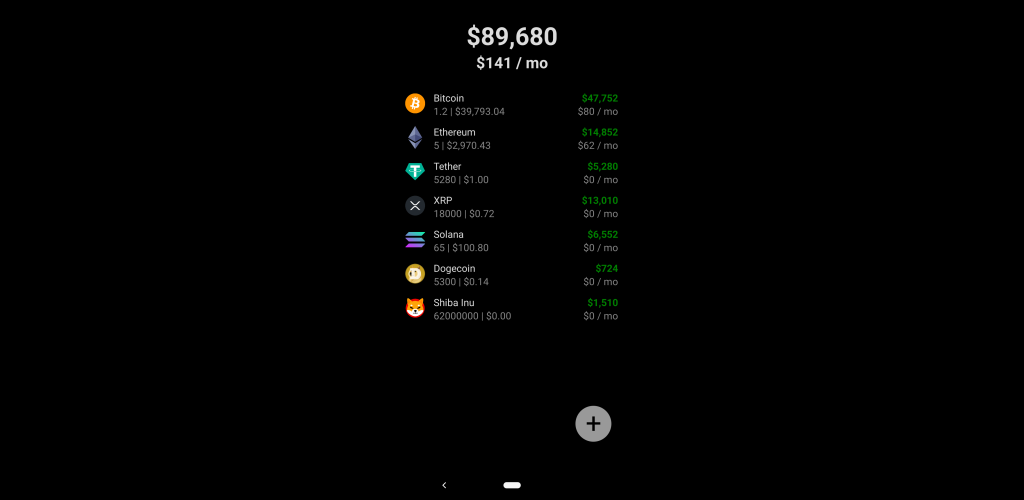 $89,680
$141 / mo
Bitcoin $47,752
1.2 | $39,793.04 $80 / mo
Ethereum $14,852
5 | $2,970.43 $62 / mo
Tether $5,280
5280 | $1.00 $0 / mo
XRP $13,010
18000 | $0.72 $0 / mo
Solana $6,552
65 | $100.80 $0 / mo
Dogecoin $724
5300 | $0.14 $0 / mo
Shiba Inu $1,510
62000000 | $0.00 $0 / mo